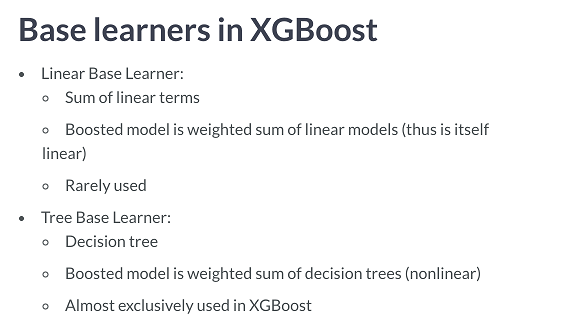 Base learners in XGBoost
• Linear Base Learner:
○ Sum of linear terms
○ Boosted model is weighted sum of linear models (thus is itself
linear)
○ Rarely used
• Tree Base Learner:
○ Decision tree
○ Boosted model is weighted sum of decision trees (nonlinear)
○ Almost exclusively used in XGBoost